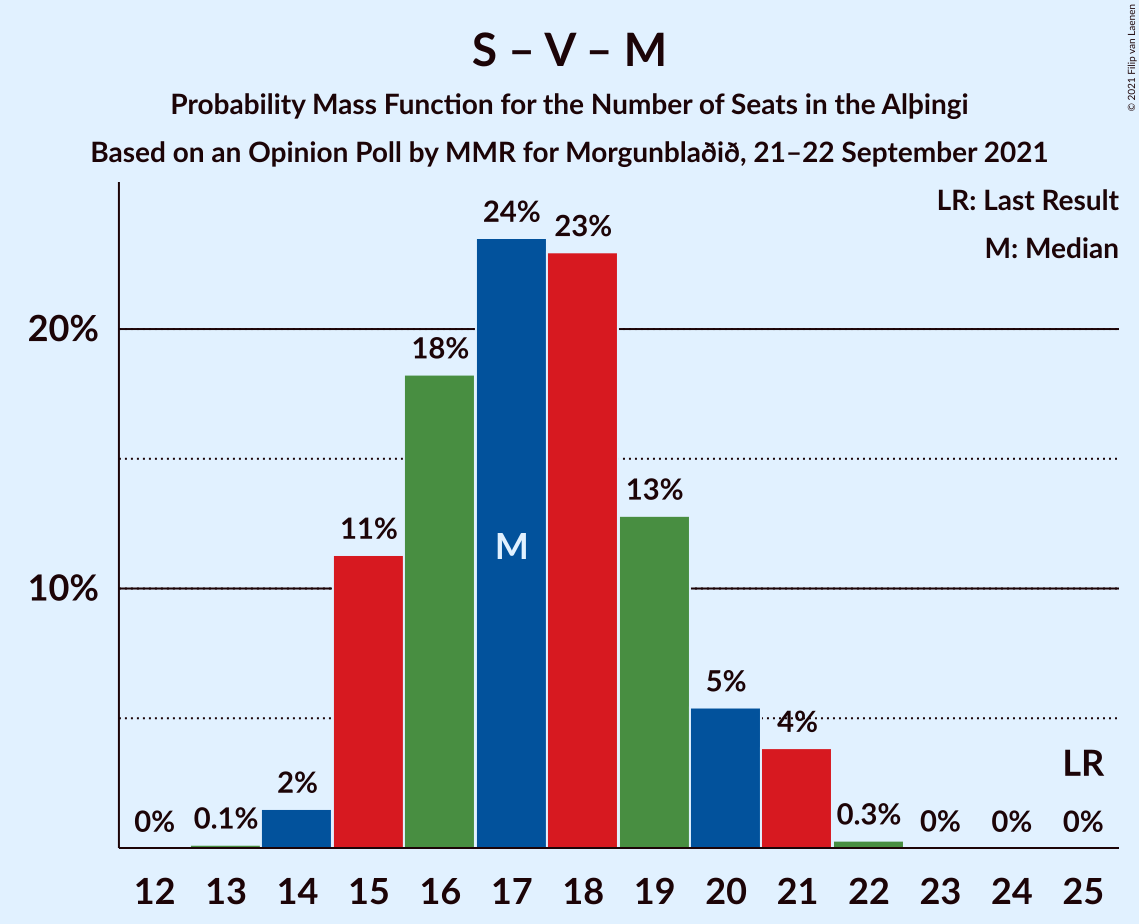 S – V – M
Probability Mass Function for the Number of Seats in the Alþingi
Based on an Opinion Poll by MMR for Morgunblaðið, 21–22 September 2021
© 2021 Filip van Laenen
LR: Last Result
M: Median
20%
10%
0%
0.1%
2%
11%
18%
24%
23%
13%
5%
4%
0.3%
0%
0%
0%
M
LR
12 13 14 15 16 17 18 19 20 21 22 23 24 25